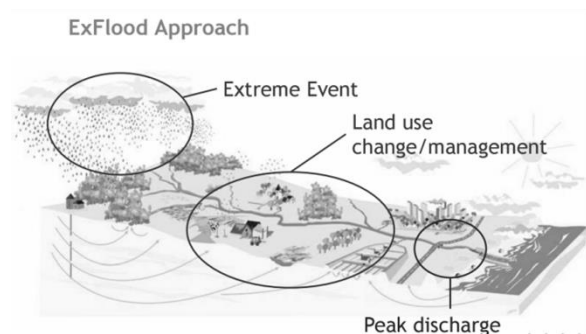 ExFlood Approach
Extreme Event
Land use
change/management
Peak discharge